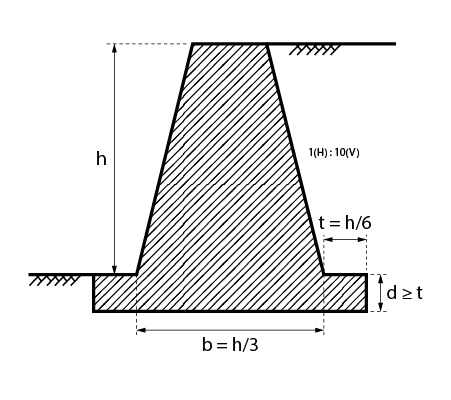 h
1(H) : 10(V)
t = h/6
d ≥ t
b = h/3